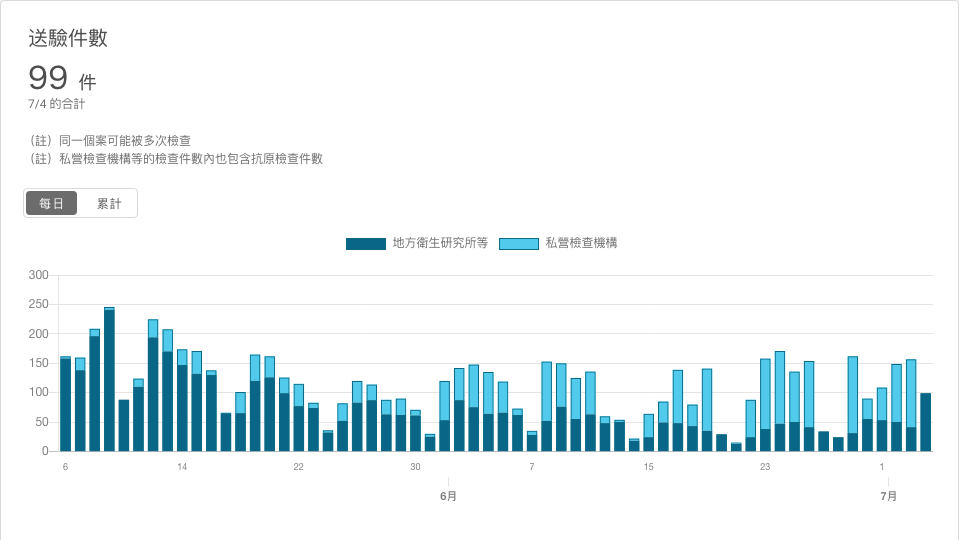 送驗件數
99 件
7/4 的合計
（註）同一個案可能被多次檢查
（註）私營檢查機構等的檢查件數內也包含抗原檢查件數
每日 累計
地方衛生研究所等 私營檢查機構
300
250
200
150
100
50
0
6 14 22 30 7 15 23 1
6月 7月